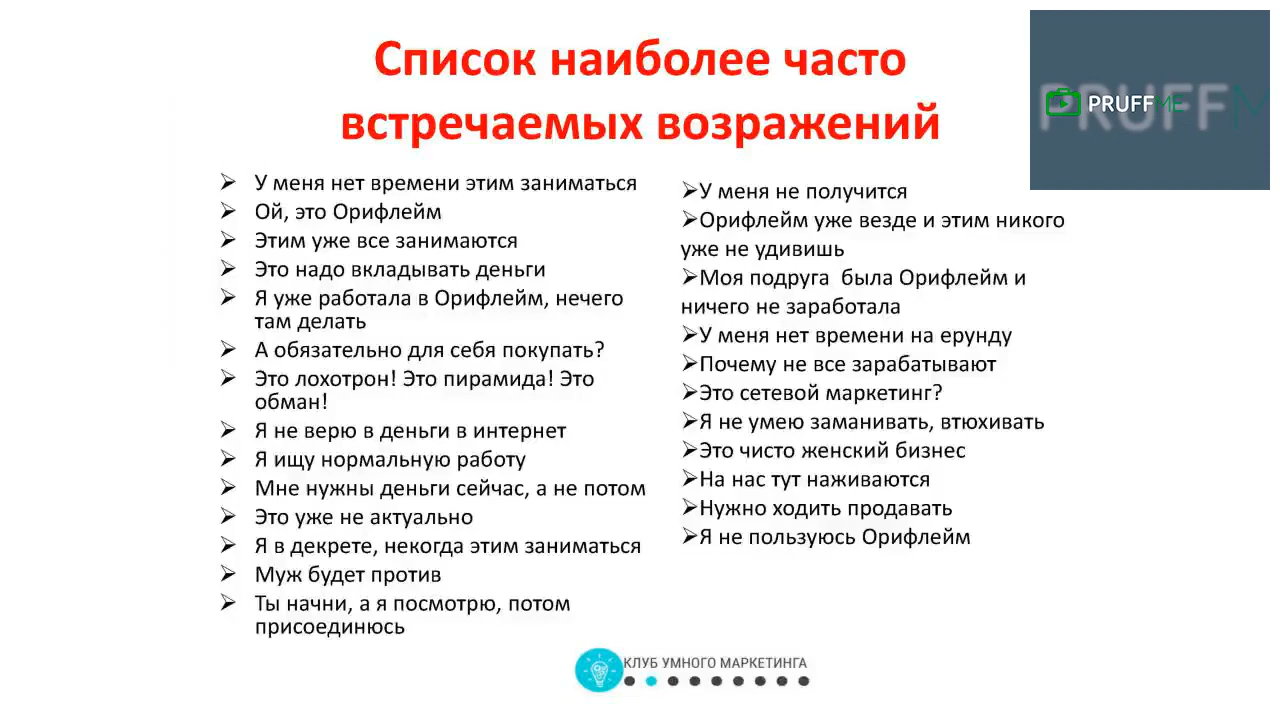 Список наиболее часто
встречаемых возражений
PRUFFME
PRUFFM
➢ У меня нет времени этим заниматься
➢ Ой, это Орифлейм
➢ Этим уже все занимаются
➢ Это надо вкладывать деньги
➢ Я уже работала в Орифлейм, нечего
там делать
➢ А обязательно для себя покупать?
➢ Это лохотрон! Это пирамида! Это
обман!
➢ Я не верю в деньги в интернет
➢ Я ищу нормальную работу
➢ Мне нужны деньги сейчас, а не потом
➢ Это уже не актуально
➢ Я в декрете, некогда этим заниматься
➢ Муж будет против
➢ Ты начни, а я посмотрю, потом
присоединюсь
➢У меня не получится
➢Орифлейм уже везде и этим никого
уже не удивишь
➢Моя подруга  была Орифлейм и
ничего не заработала
➢У меня нет времени на ерунду
➢Почему не все зарабатывают
➢Это сетевой маркетинг?
➢Я не умею заманивать, втюхивать
➢Это чисто женский бизнес
➢На нас тут наживаются
➢Нужно ходить продавать
➢Я не пользуюсь Орифлейм
КЛУБ УМНОГО МАРКЕТИНГА